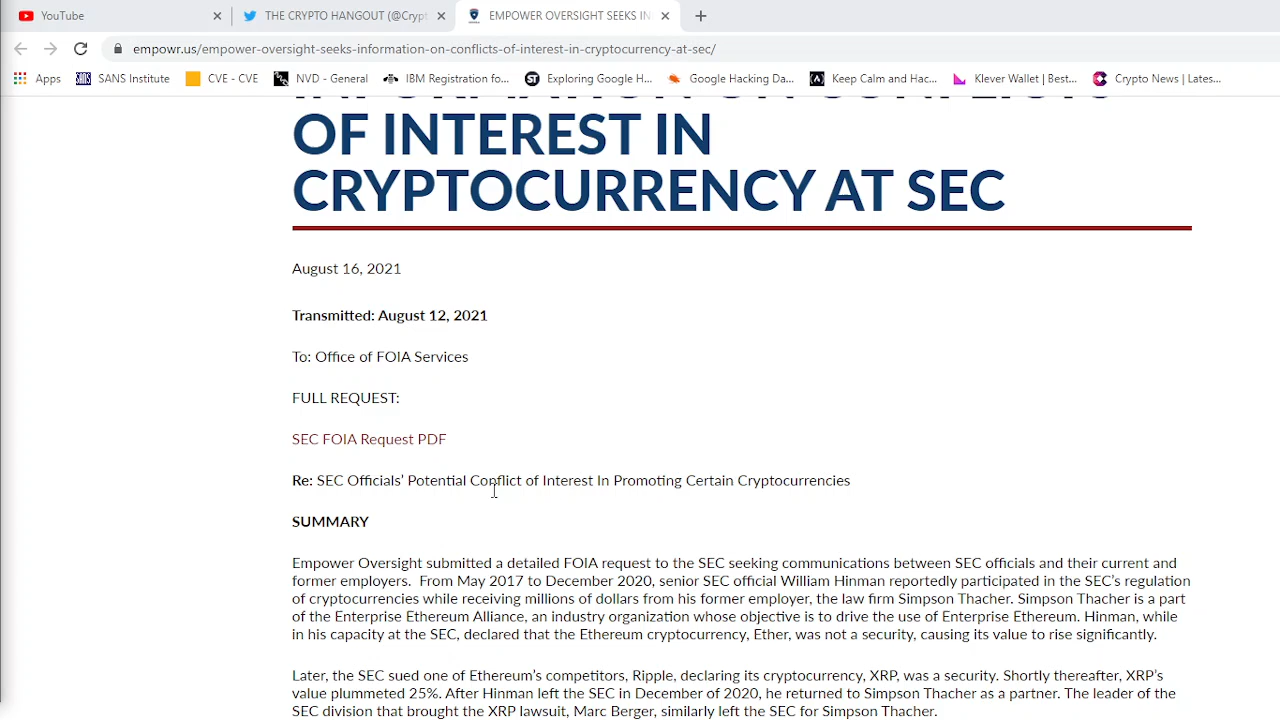 YouTube
THE CRYPTO HANGOUT (@Crypt
EMPOWER OVERSIGHT SEEKS IN
empowr.us/empower-oversight-seeks-information-on-conflicts-of-interest-in-cryptocurrency-at-sec/
Apps
SANS Institute
CVE - CVE
NVD - General
IBM Registration fo...
Exploring Google H...
Google Hacking Da...
Keep Calm and Hac...
Klever Wallet | Best...
Crypto News | Lates...
INFORMATION ON CONFLICTS
OF INTEREST IN
CRYPTOCURRENCY AT SEC
August 16, 2021
Transmitted: August 12, 2021
To: Office of FOIA Services
FULL REQUEST:
SEC FOIA Request PDF
Re: SEC Officials' Potential Conflict of Interest In Promoting Certain Cryptocurrencies
SUMMARY
Empower Oversight submitted a detailed FOIA request to the SEC seeking communications between SEC officials and their current and
former employers.  From May 2017 to December 2020, senior SEC official William Hinman reportedly participated in the SEC's regulation
of cryptocurrencies while receiving millions of dollars from his former employer, the law firm Simpson Thacher. Simpson Thacher is a part
of the Enterprise Ethereum Alliance, an industry organization whose objective is to drive the use of Enterprise Ethereum. Hinman, while
in his capacity at the SEC, declared that the Ethereum cryptocurrency, Ether, was not a security, causing its value to rise significantly.
Later, the SEC sued one of Ethereum's competitors, Ripple, declaring its cryptocurrency, XRP, was a security. Shortly thereafter, XRP's
value plummeted 25%. After Hinman left the SEC in December of 2020, he returned to Simpson Thacher as a partner. The leader of the
SEC division that brought the XRP lawsuit, Marc Berger, similarly left the SEC for Simpson Thacher.